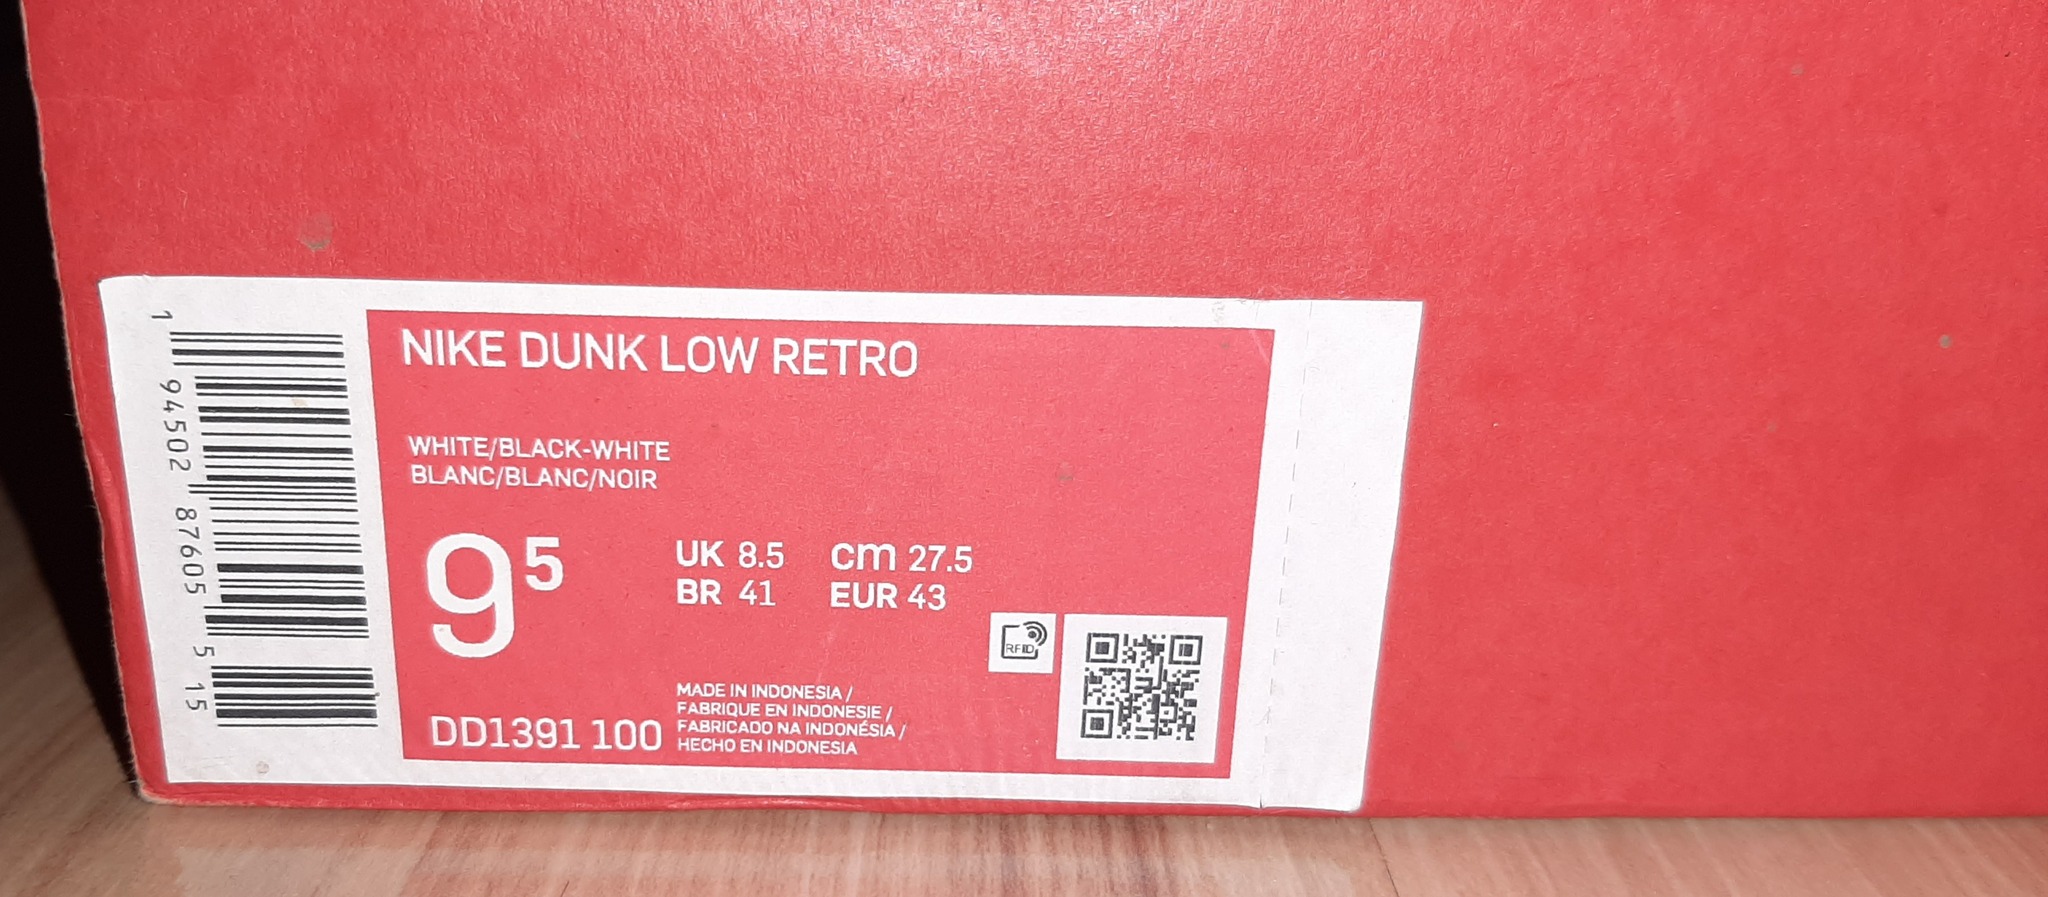 1 94502 87605 5 15
NIKE DUNK LOW RETRO
WHITE/BLACK-WHITE
BLANC/BLANC/NOIR
9 5
UK 8.5 cm 27.5
BR 41 EUR 43
RFID
DD1391 100
MADE IN INDONESIA /
FABRIQUE EN INDONESIE /
FABRICADO NA INDONÉSIA /
HECHO EN INDONESIA